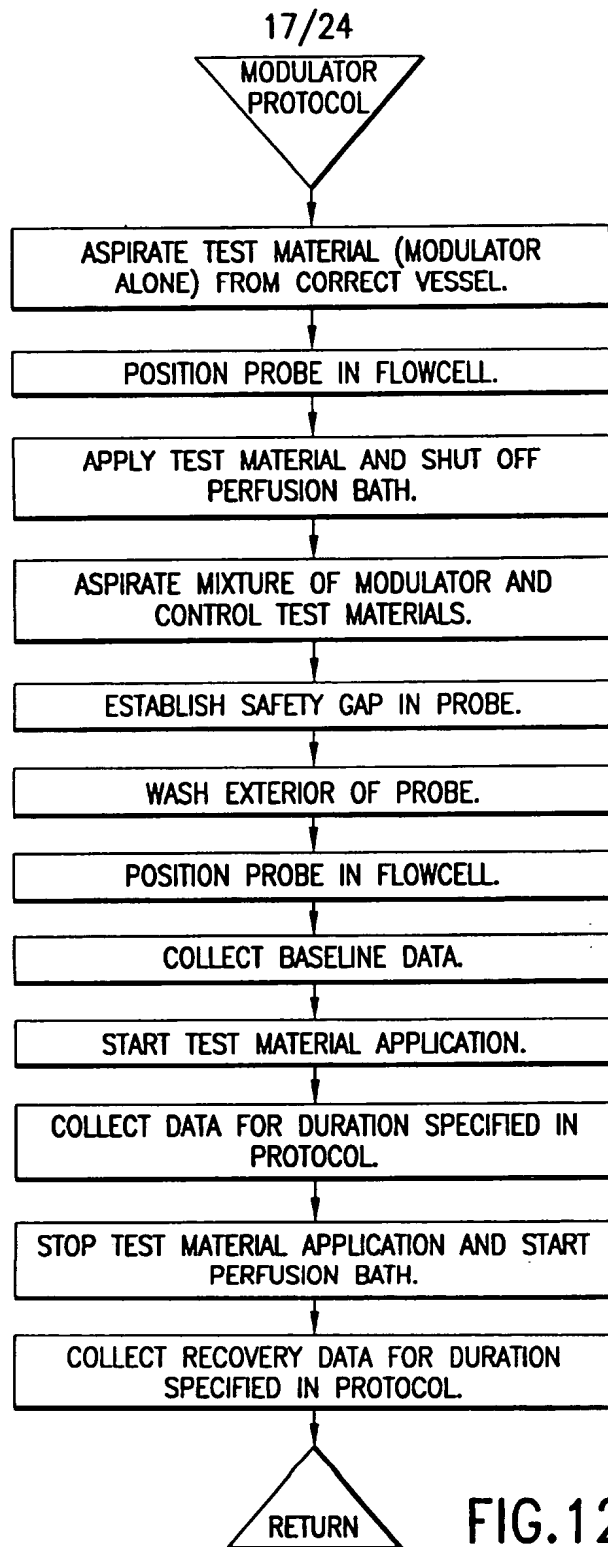 17/24
MODULATOR
PROTOCOL
ASPIRATE TEST MATERIAL (MODULATOR
ALONE) FROM CORRECT VESSEL.
POSITION PROBE IN FLOWCELL.
APPLY TEST MATERIAL AND SHUT OFF
PERFUSION BATH.
ASPIRATE MIXTURE OF MODULATOR AND
CONTROL TEST MATERIALS.
ESTABLISH SAFETY GAP IN PROBE.
WASH EXTERIOR OF PROBE.
POSITION PROBE IN FLOWCELL.
COLLECT BASELINE DATA.
START TEST MATERIAL APPLICATION.
COLLECT DATA FOR DURATION SPECIFIED IN
PROTOCOL.
STOP TEST MATERIAL APPLICATION AND START
PERFUSION BATH.
COLLECT RECOVERY DATA FOR DURATION
SPECIFIED IN PROTOCOL.
RETURN
FIG.12